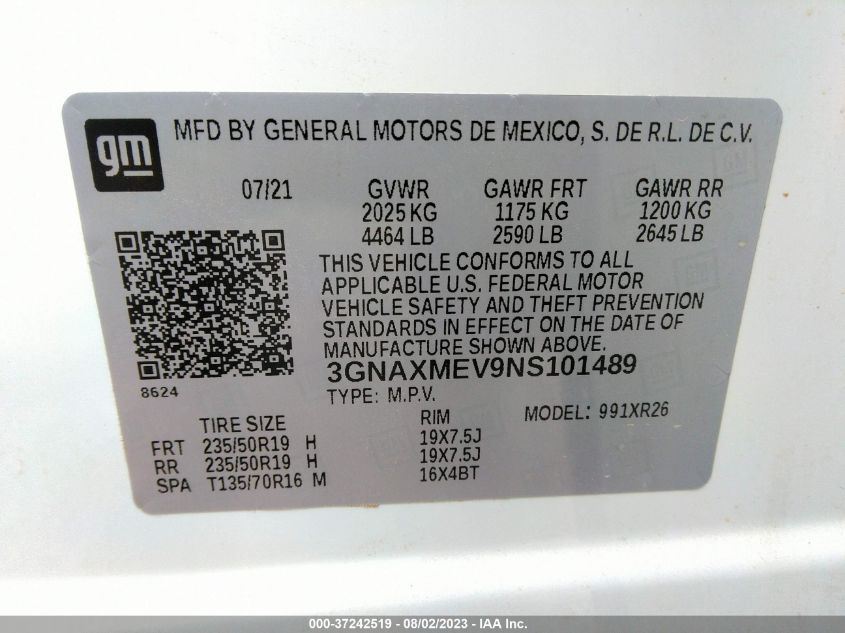 gm
MFD BY GENERAL MOTORS DE MEXICO, S. DE R.L. DE C.V.
07/21 GVWR GAWR FRT GAWR RR
2025 KG 1175 KG 1200 KG
4464 LB 2590 LB 2645 LB
THIS VEHICLE CONFORMS TO ALL
APPLICABLE U.S. FEDERAL MOTOR
VEHICLE SAFETY AND THEFT PREVENTION
STANDARDS IN EFFECT ON THE DATE OF
MANUFACTURE SHOWN ABOVE.
3GNAXMEV9NS101489
8624
TYPE: M.P.V. MODEL: 991XR26
TIRE SIZE RIM
FRT 235/50R19 H 19X7.5J
RR 235/50R19 H 19X7.5J
SPA T135/70R16 M 16X4BT
000-37242519 - 08/02/2023 - IAA Inc.